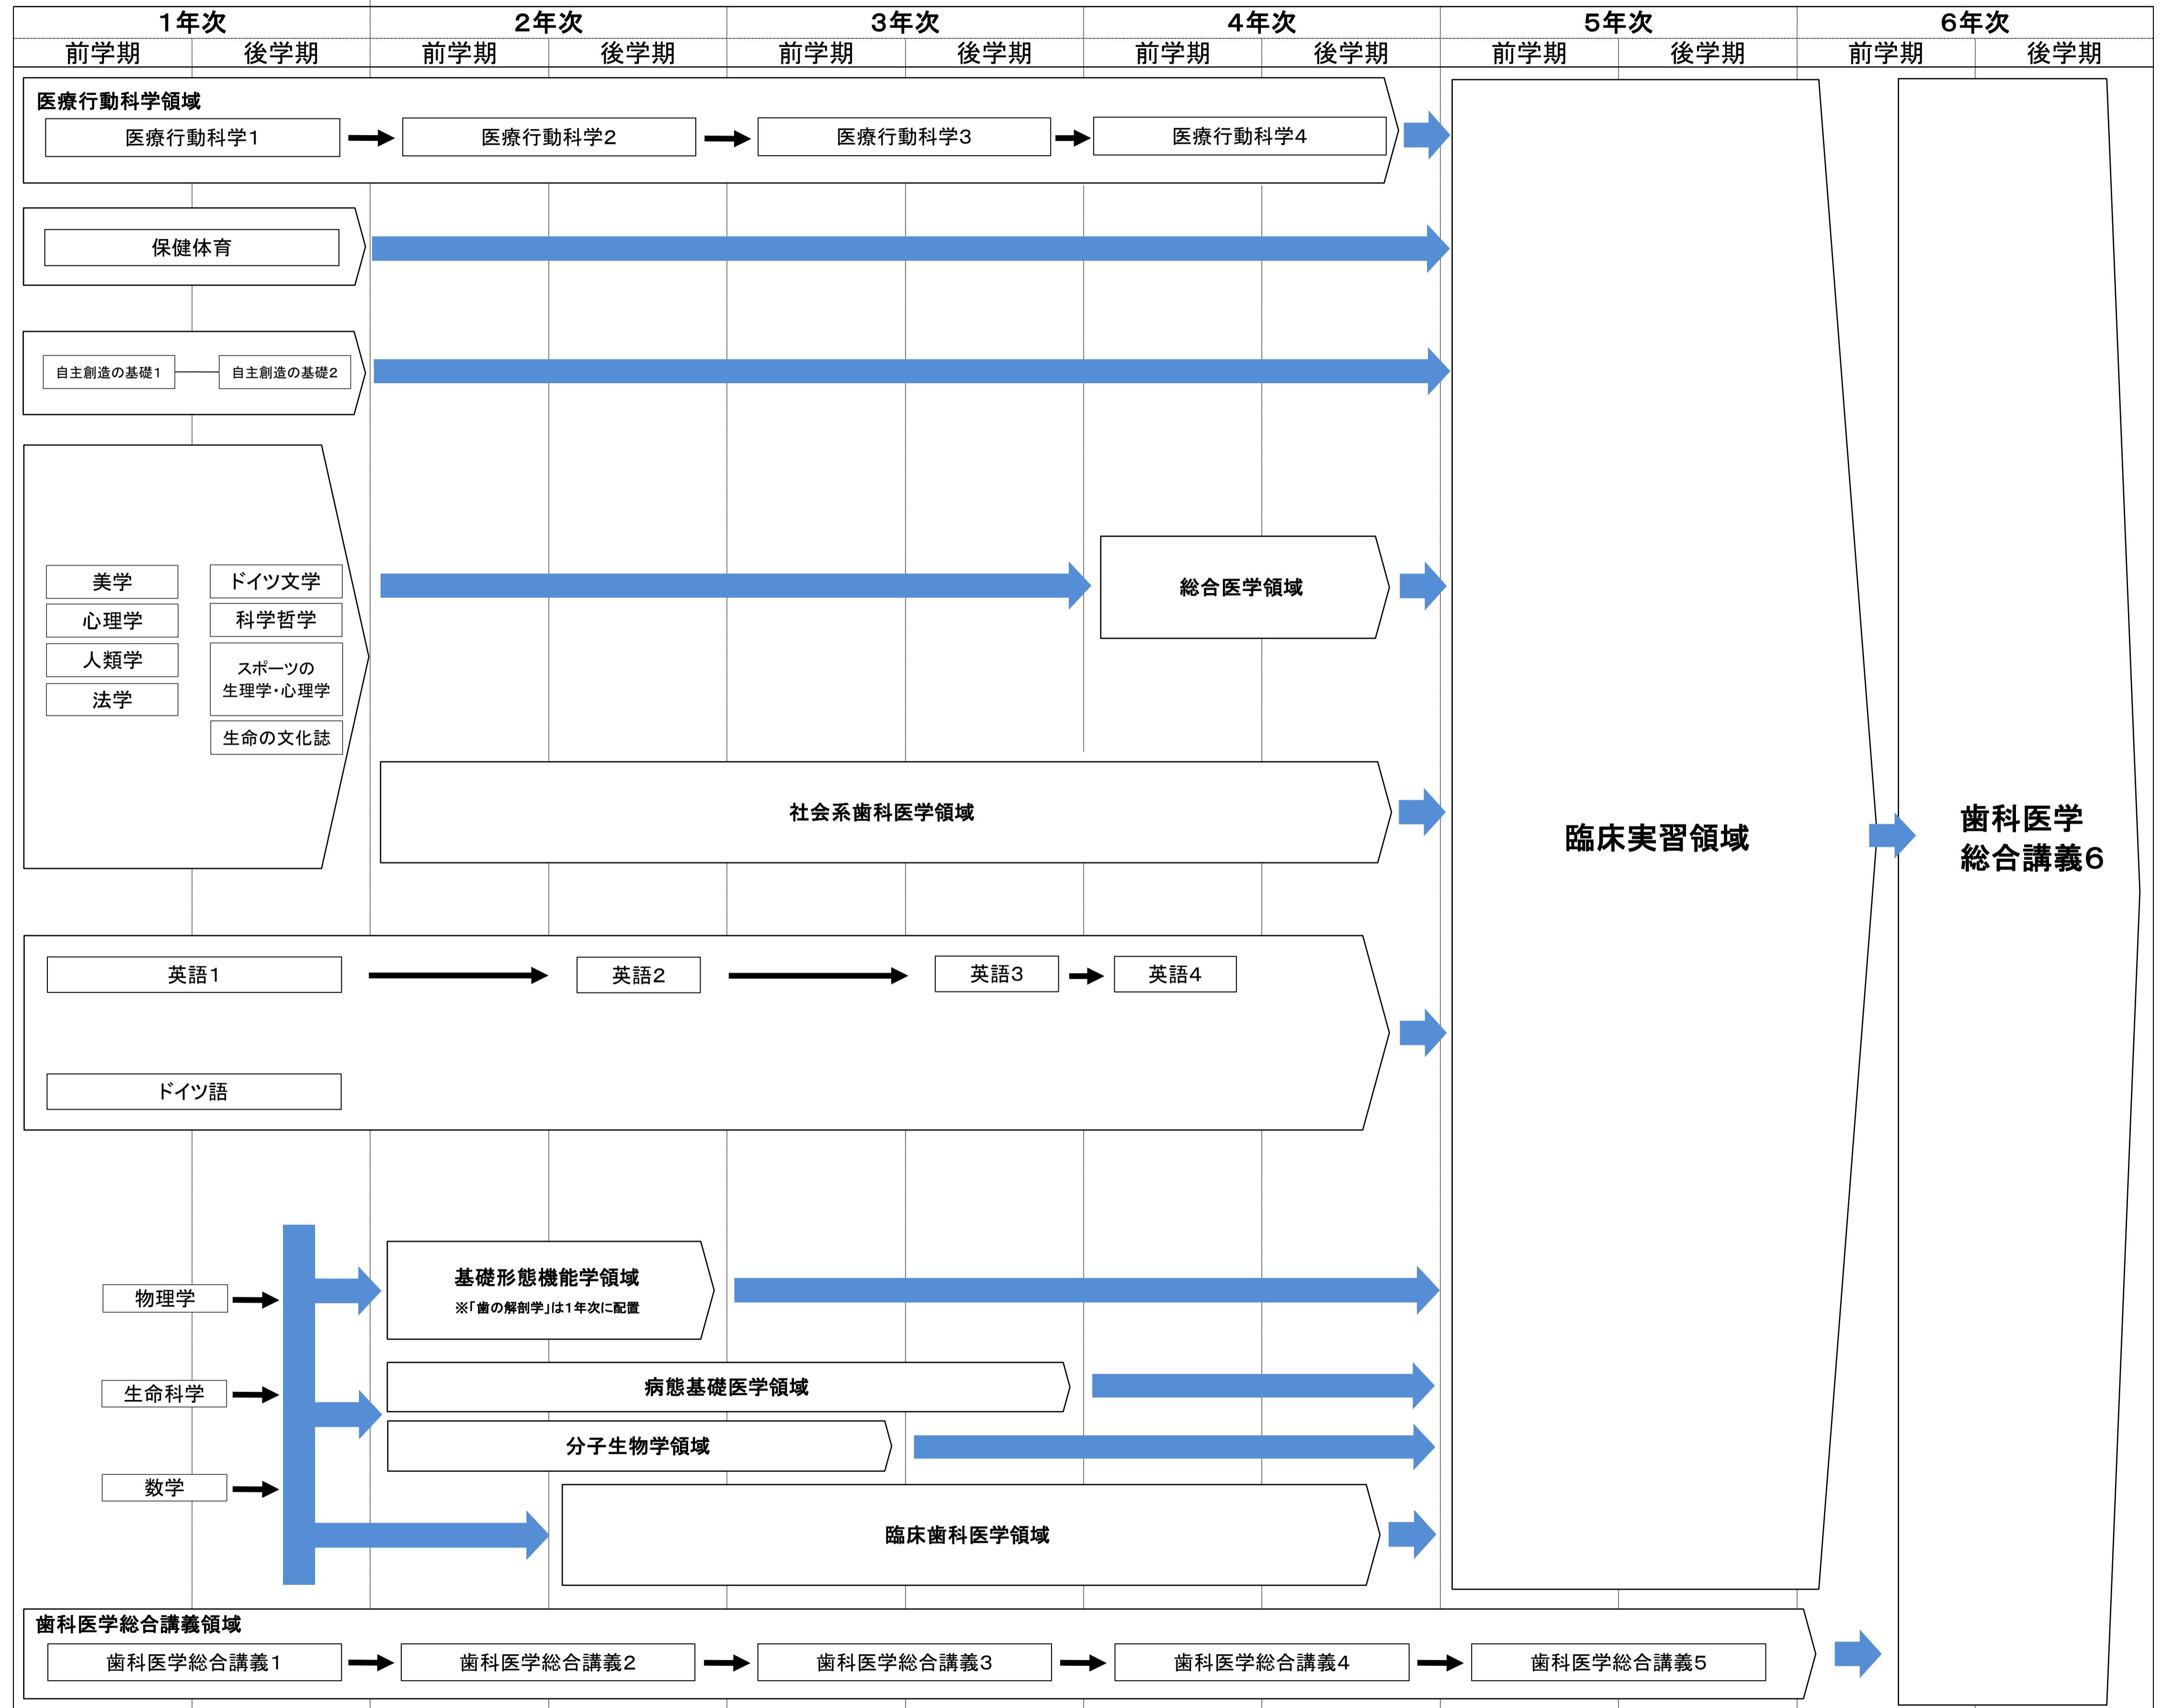 1年次
2年次
3年次
4年次
5年次
6年次
前学期
後学期
前学期
後学期
前学期
後学期
前学期
後学期
前学期
後学期
前学期
後学期
医療行動科学領域
医療行動科学1
医療行動科学2
医療行動科学3
医療行動科学4
保健体育
自主創造の基礎1
自主創造の基礎2
美学
ドイツ文学
心理学
科学哲学
人類学
スポーツの
生理学・心理学
法学
生命の文化誌
総合医学領域
社会系歯科医学領域
臨床実習領域
歯科医学
総合講義6
英語1
英語2
英語3
英語4
ドイツ語
物理学
生命科学
数学
基礎形態機能学領域
※「歯の解剖学」は1年次に配置
病態基礎医学領域
分子生物学領域
臨床歯科医学領域
歯科医学総合講義領域
歯科医学総合講義1
歯科医学総合講義2
歯科医学総合講義3
歯科医学総合講義4
歯科医学総合講義5